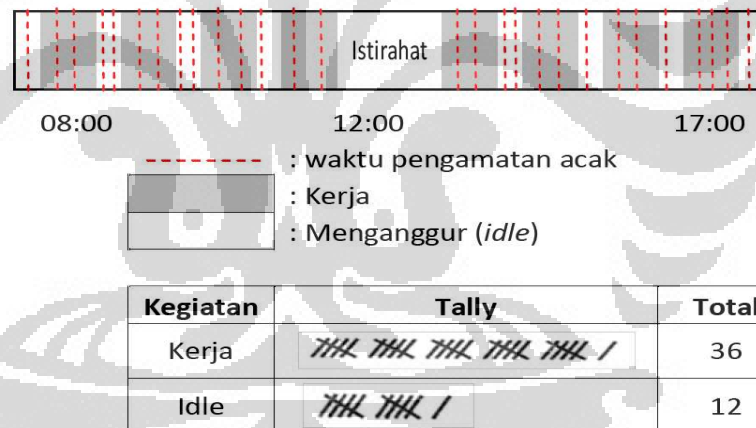 Istirahat
08:00 12:00 17:00
: waktu pengamatan acak
: Kerja
: Menganggur (idle)
Kegiatan Tally Total
Kerja 36
Idle 12